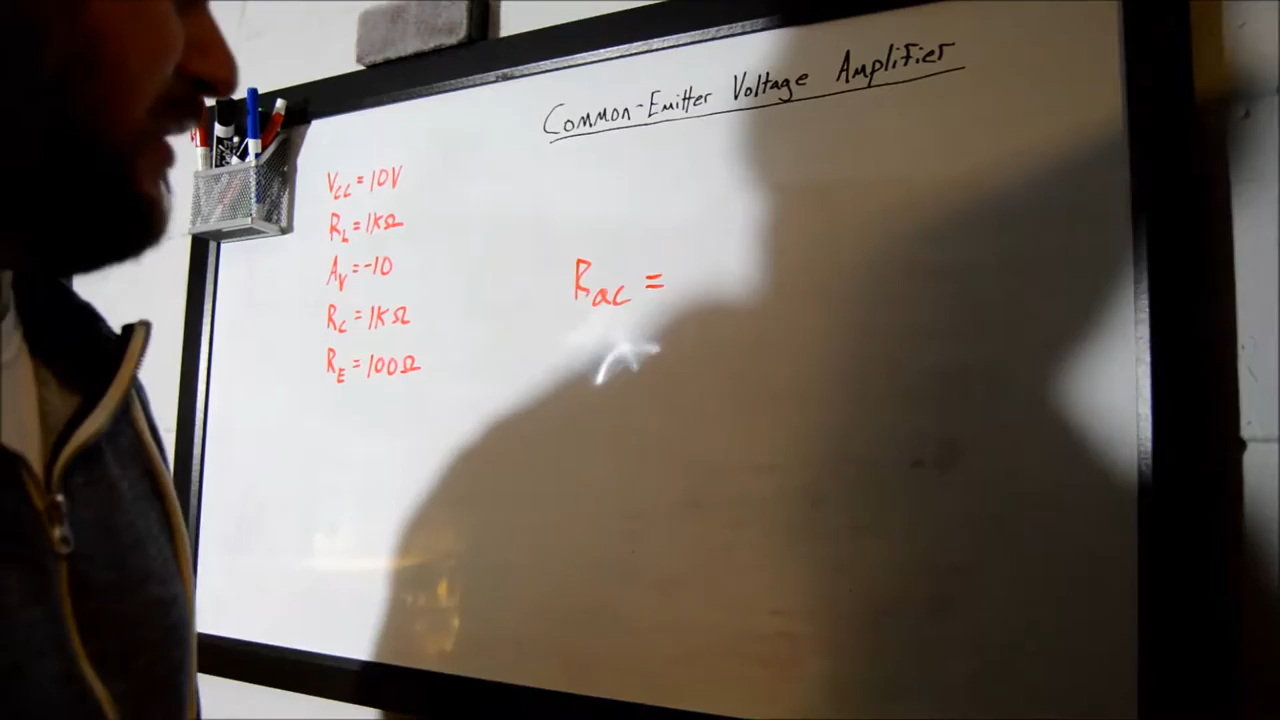 Common-Emitter Voltage Amplifier
V_CC = 10V
R_L = 1KΩ
A_V = -10
R_C = 1KΩ
R_E = 100Ω
R_ac =